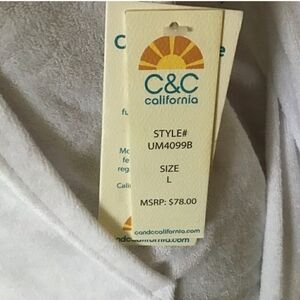 C&C
california
STYLE#
UM4099B
SIZE
L
MSRP: $78.00
candccalifornia.com